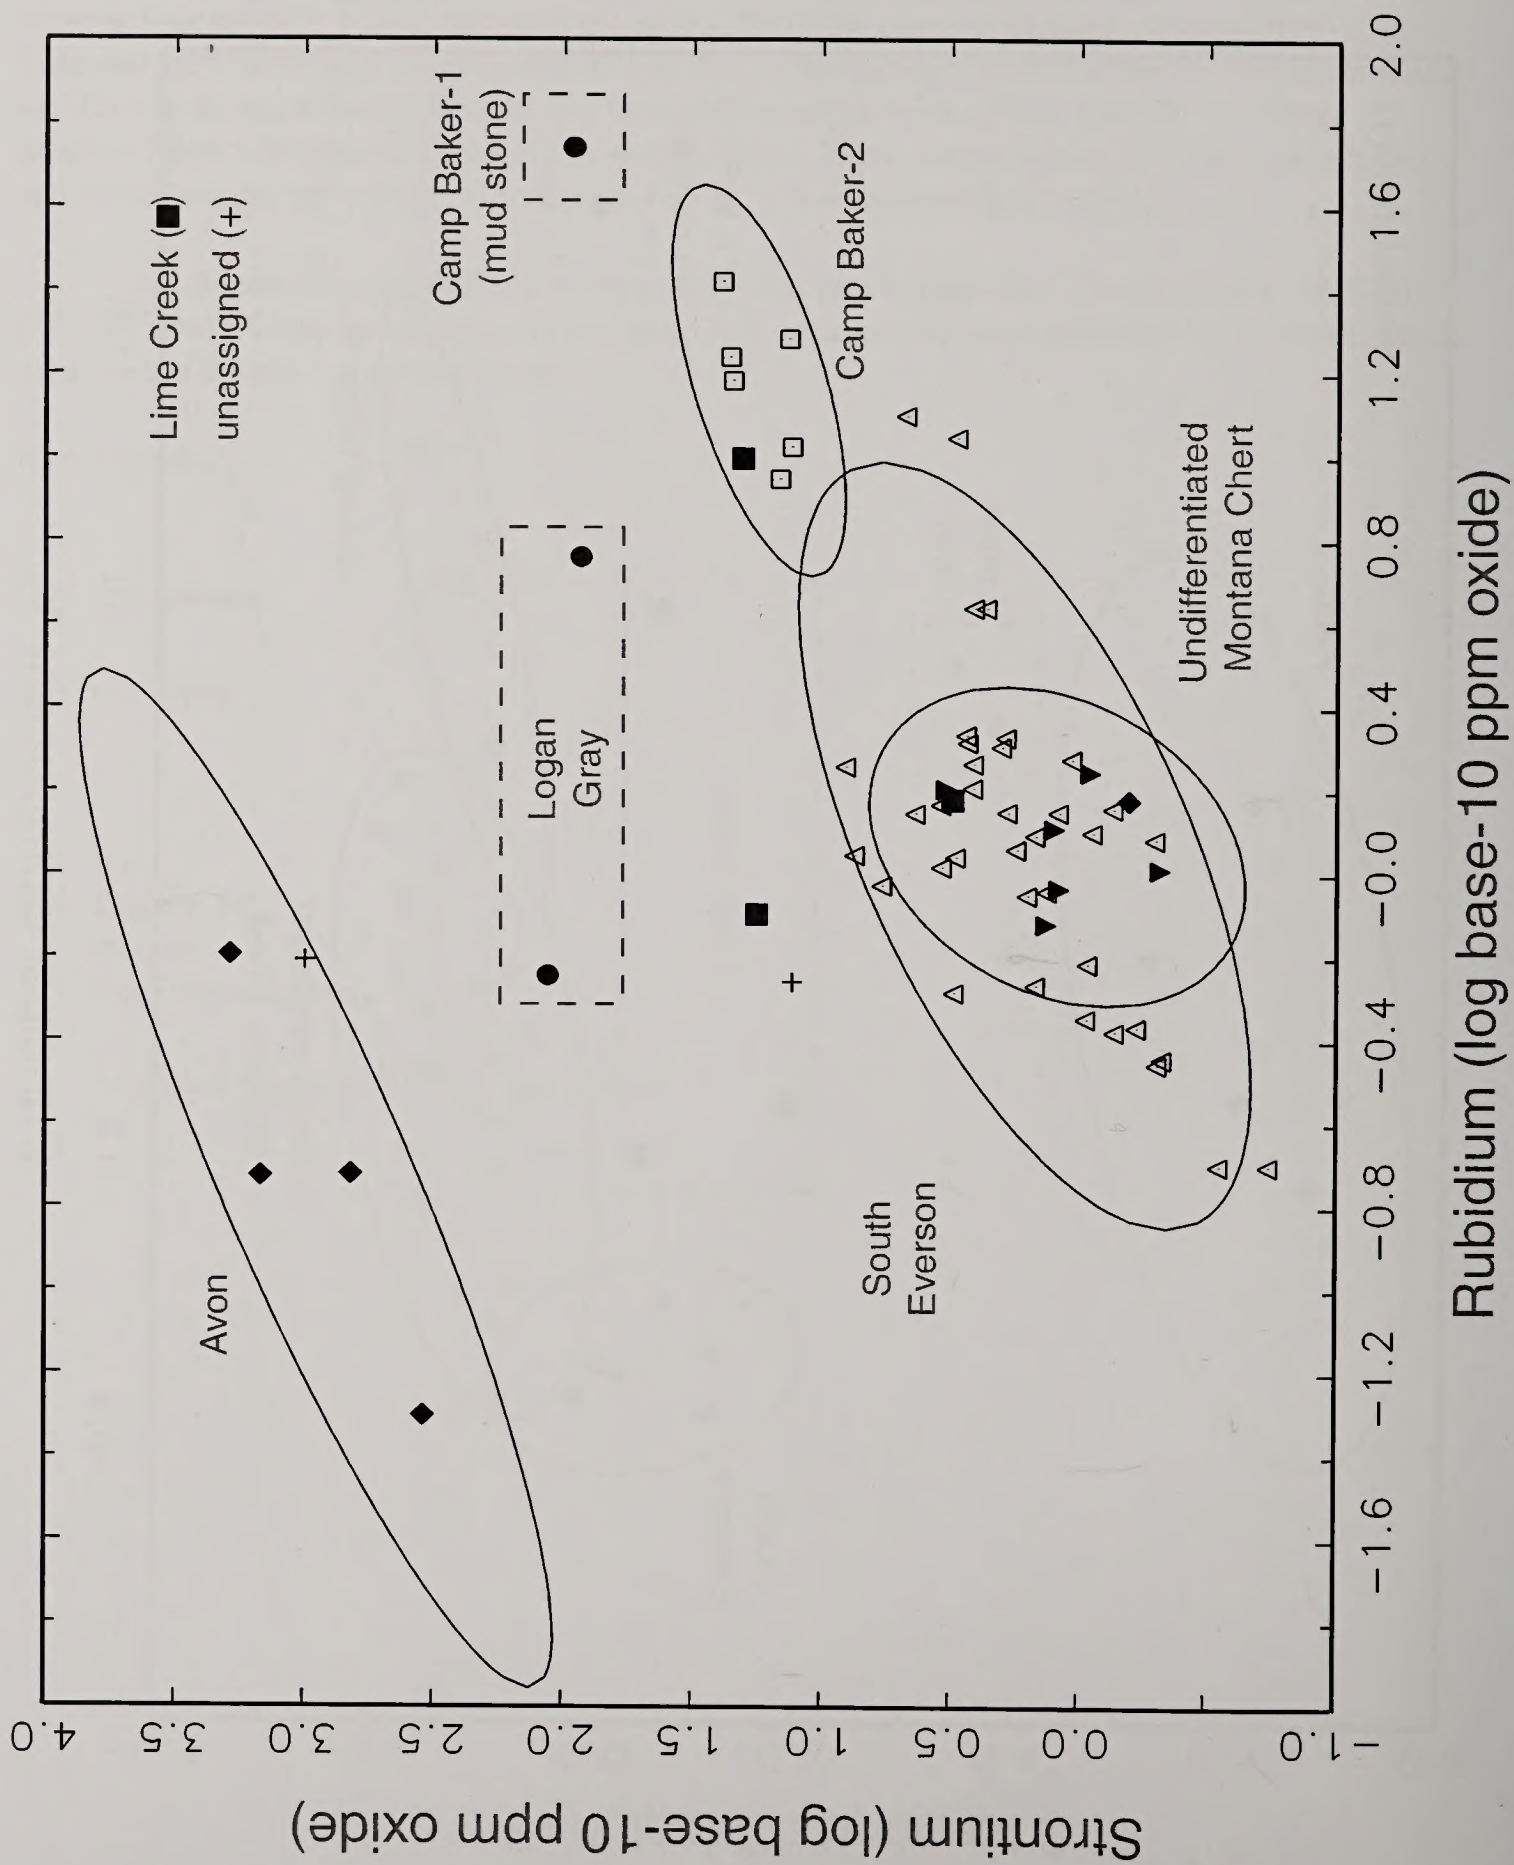 Strontium (log base-10 ppm oxide)
4.0
3.5
3.0
2.5
2.0
1.5
1.0
0.5
0.0
−1.0
Lime Creek (■)
unassigned (+)
Camp Baker-1
(mud stone)
Camp Baker-2
Avon
Logan
Gray
South
Everson
Undifferentiated
Montana Chert
−1.6
−1.2
−0.8
−0.4
−0.0
0.4
0.8
1.2
1.6
2.0
Rubidium (log base-10 ppm oxide)